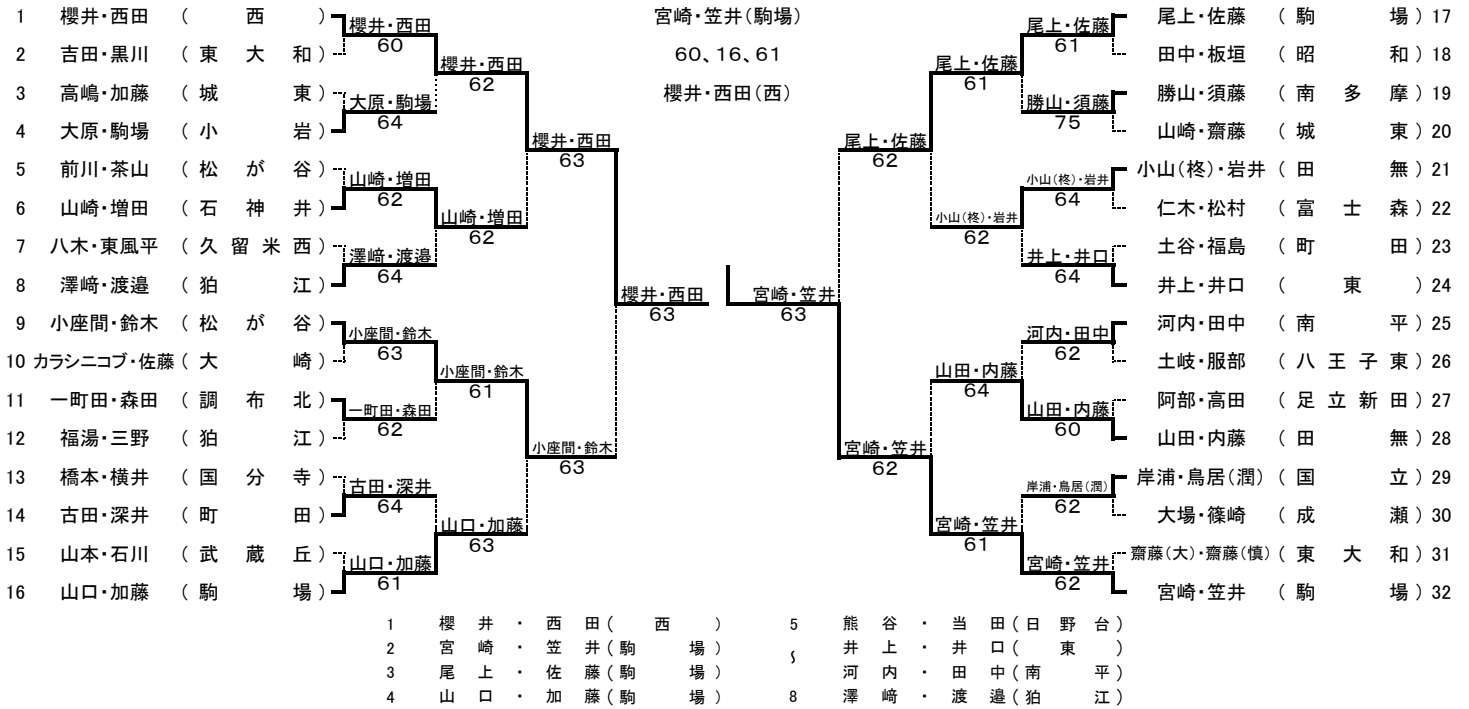 1 櫻井・西田 ( 西 )
2 吉田・黒川 ( 東 大 和 )
3 高嶋・加藤 ( 城 東 )
4 大原・駒場 ( 小 岩 )
5 前川・茶山 ( 松 が 谷 )
6 山崎・増田 ( 石 神 井 )
7 八木・東風平 ( 久 留 米 西 )
8 澤﨑・渡邉 ( 狛 江 )
9 小座間・鈴木 ( 松 が 谷 )
10 カラシニコブ・佐藤 ( 大 崎 )
11 一町田・森田 ( 調 布 北 )
12 福湯・三野 ( 狛 江 )
13 橋本・横井 ( 国 分 寺 )
14 古田・深井 ( 町 田 )
15 山本・石川 ( 武 蔵 丘 )
16 山口・加藤 ( 駒 場 )
櫻井・西田
60
大原・駒場
64
山崎・増田
62
澤﨑・渡邉
64
小座間・鈴木
63
一町田・森田
62
古田・深井
64
山口・加藤
61
櫻井・西田
62
山崎・増田
62
小座間・鈴木
61
山口・加藤
63
櫻井・西田
63
小座間・鈴木
63
櫻井・西田
63
宮崎・笠井(駒場)
60、16、61
櫻井・西田(西)
宮崎・笠井
63
尾上・佐藤
62
宮崎・笠井
62
尾上・佐藤
61
小山(柊)・岩井
62
山田・内藤
64
宮崎・笠井
61
尾上・佐藤
61
勝山・須藤
75
小山(柊)・岩井
64
井上・井口
64
河内・田中
62
山田・内藤
60
岸浦・鳥居(潤)
62
宮崎・笠井
62
尾上・佐藤 ( 駒 場 ) 17
田中・板垣 ( 昭 和 ) 18
勝山・須藤 ( 南 多 摩 ) 19
山崎・齋藤 ( 城 東 ) 20
小山(柊)・岩井 ( 田 無 ) 21
仁木・松村 ( 富 士 森 ) 22
土谷・福島 ( 町 田 ) 23
井上・井口 ( 東 ) 24
河内・田中 ( 南 平 ) 25
土岐・服部 ( 八 王 子 東 ) 26
阿部・高田 ( 足 立 新 田 ) 27
山田・内藤 ( 田 無 ) 28
岸浦・鳥居(潤) ( 国 立 ) 29
大場・篠崎 ( 成 瀬 ) 30
齋藤(大)・齋藤(慎) ( 東 大 和 ) 31
宮崎・笠井 ( 駒 場 ) 32
1 櫻 井 ・ 西 田 ( 西 )
2 宮 崎 ・ 笠 井 ( 駒 場 )
3 尾 上 ・ 佐 藤 ( 駒 場 )
4 山 口 ・ 加 藤 ( 駒 場 )
5 熊 谷 ・ 当 田 ( 日 野 台 )
井 上 ・ 井 口 ( 東 )
〜
河 内 ・ 田 中 ( 南 平 )
8 澤 﨑 ・ 渡 邉 ( 狛 江 )